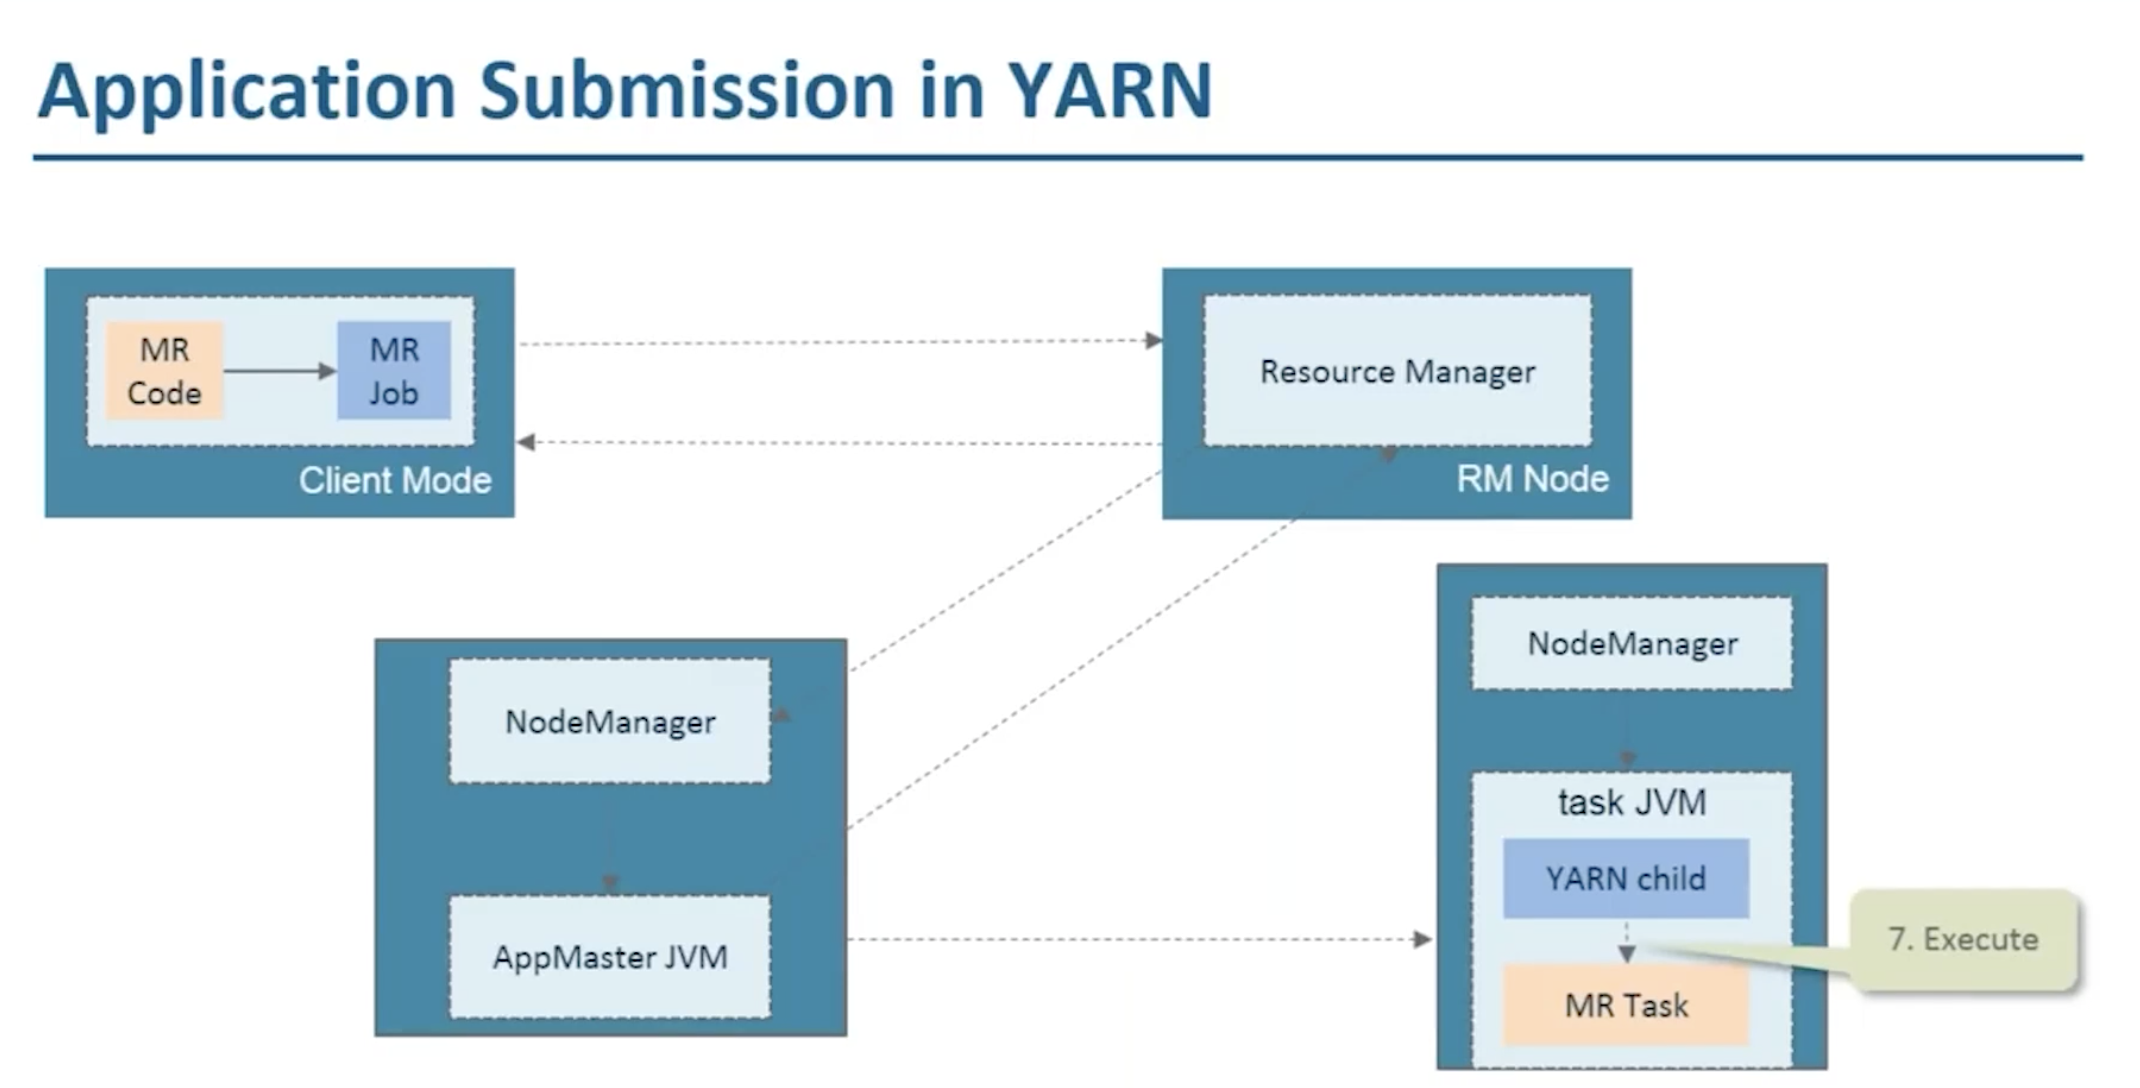 Application Submission in YARN
MR
Code
MR
Job
Client Mode
Resource Manager
RM Node
NodeManager
AppMaster JVM
NodeManager
task JVM
YARN child
MR Task
7. Execute